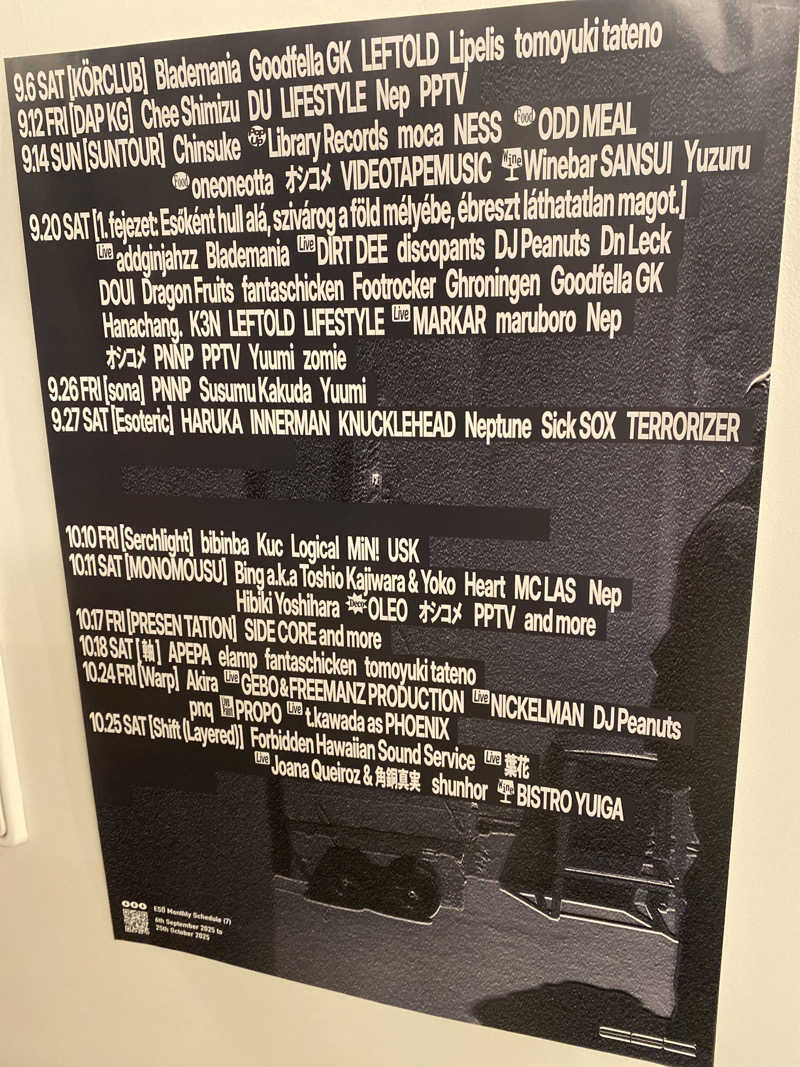 9.6 SAT [KÖRCLUB] Blademania Goodfella GK LEFTOLD Lipelis tomoyuki tateno
9.12 FRI [DAP KG] Chee Shimizu DU LIFESTYLE Nep PPTV
9.14 SUN [SUNTOUR] Chinsuke Library Records moca NESS Food ODD MEAL
Food oneoneotta オシコメ VIDEOTAPEMUSIC Wine Winebar SANSUI Yuzuru
9.20 SAT [1. fejezet: Esőként hull alá, szivárog a föld mélyébe, ébreszt láthatatlan magot.]
Live addginjahzz Blademania Live DIRT DEE discopants DJ Peanuts Dn Leck
DOUI Dragon Fruits fantaschicken Footrocker Ghroningen Goodfella GK
Hanachang, K3N LEFTOLD LIFESTYLE Live MARKAR maruboro Nep
オシコメ PNNP PPTV Yuumi zomie
9.26 FRI [sona] PNNP Susumu Kakuda Yuumi
9.27 SAT [Esoteric] HARUKA INNERMAN KNUCKLEHEAD Neptune Sick SOX TERRORIZER
10.10 FRI [Serchlight] bibinba Kuc Logical MiN! USK
10.11 SAT [MONOMOUSU] Bing a.k.a Toshio Kajiwara & Yoko Heart MC LAS Nep
Hibiki Yoshihara Deco OLEO オシコメ PPTV and more
10.17 FRI [PRESEN TATION] SIDE CORE and more
10.18 SAT [軸] APEPA elamp fantaschicken tomoyuki tateno
10.24 FRI [Warp] Akira Live GEBO & FREEMANZ PRODUCTION Live NICKELMAN DJ Peanuts
pnq PROPO Live t.kawada as PHOENIX
10.25 SAT [Shift (Layered)] Forbidden Hawaiian Sound Service Live 葉花
Live Joana Queiroz & 角銅真実 shunhor Wine BISTRO YUIGA
ESO Monthly Schedule (7)
6th September 2025 to
25th October 2025